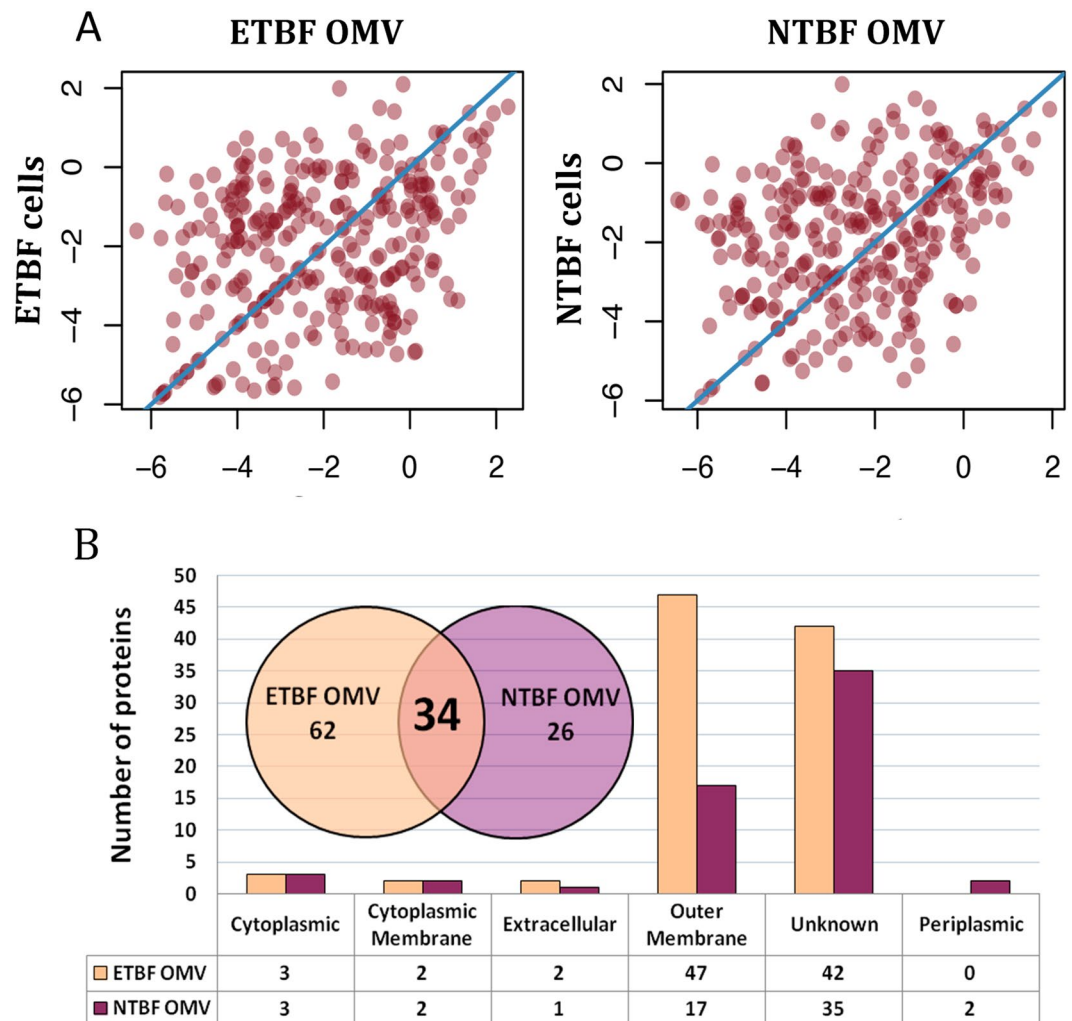 A
ETBF OMV
NTBF OMV
ETBF cells
2
0
−2
−4
−6
−6 −4 −2 0 2
NTBF cells
2
0
−2
−4
−6
−6 −4 −2 0 2
B
Number of proteins
50
45
40
35
30
25
20
15
10
5
0
ETBF OMV
62
34
NTBF OMV
26
Cytoplasmic Cytoplasmic Membrane Extracellular Outer Membrane Unknown Periplasmic
ETBF OMV 3 2 2 47 42 0
NTBF OMV 3 2 1 17 35 2